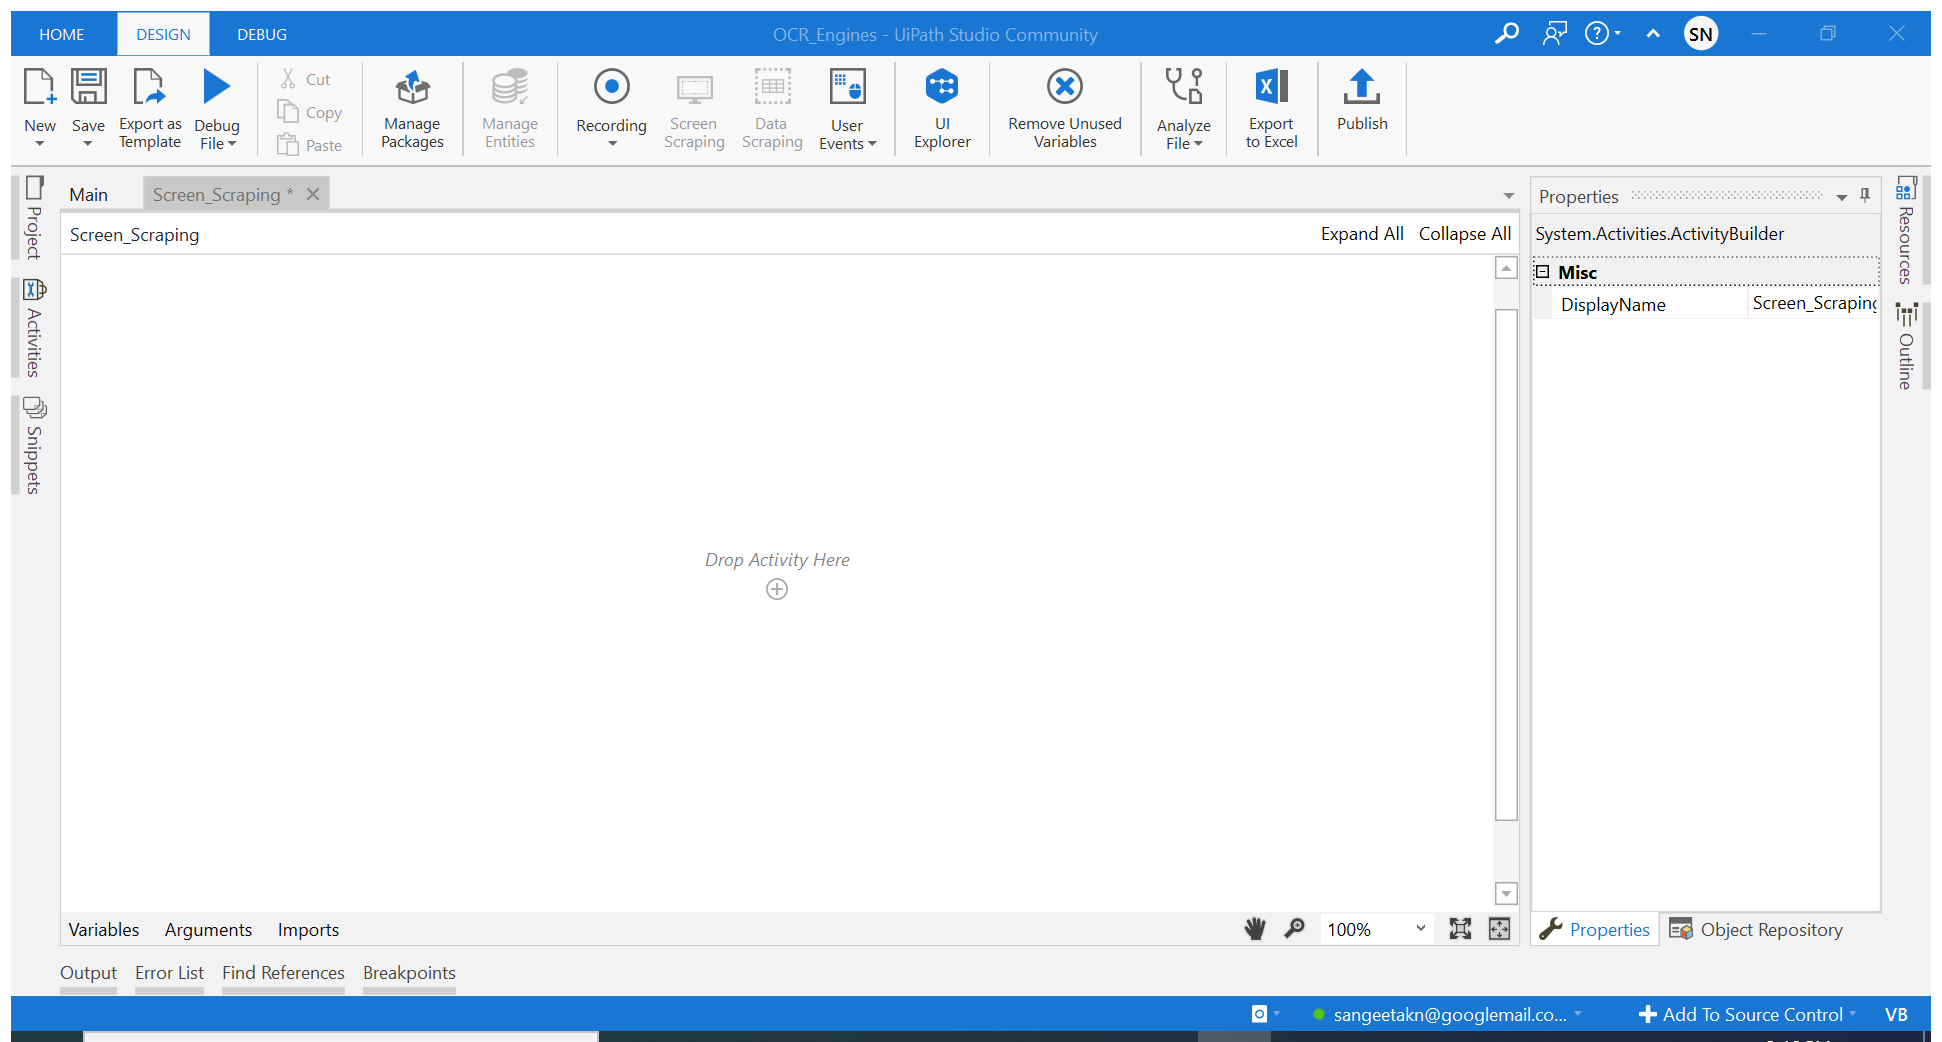 HOME DESIGN DEBUG OCR_Engines - UiPath Studio Community SN
New Save Export as Template Debug File Cut Copy Paste Manage Packages Manage Entities Recording Screen Scraping Data Scraping User Events UI Explorer Remove Unused Variables Analyze File Export to Excel Publish
Project
Activities
Snippets
Main Screen_Scraping *
Screen_Scraping Expand All Collapse All
Drop Activity Here
Variables Arguments Imports 100%
Properties
System.Activities.ActivityBuilder
Misc
DisplayName Screen_Scraping
Properties Object Repository
Resources
Outline
Output Error List Find References Breakpoints
sangeetakn@googlemail.co... Add To Source Control VB